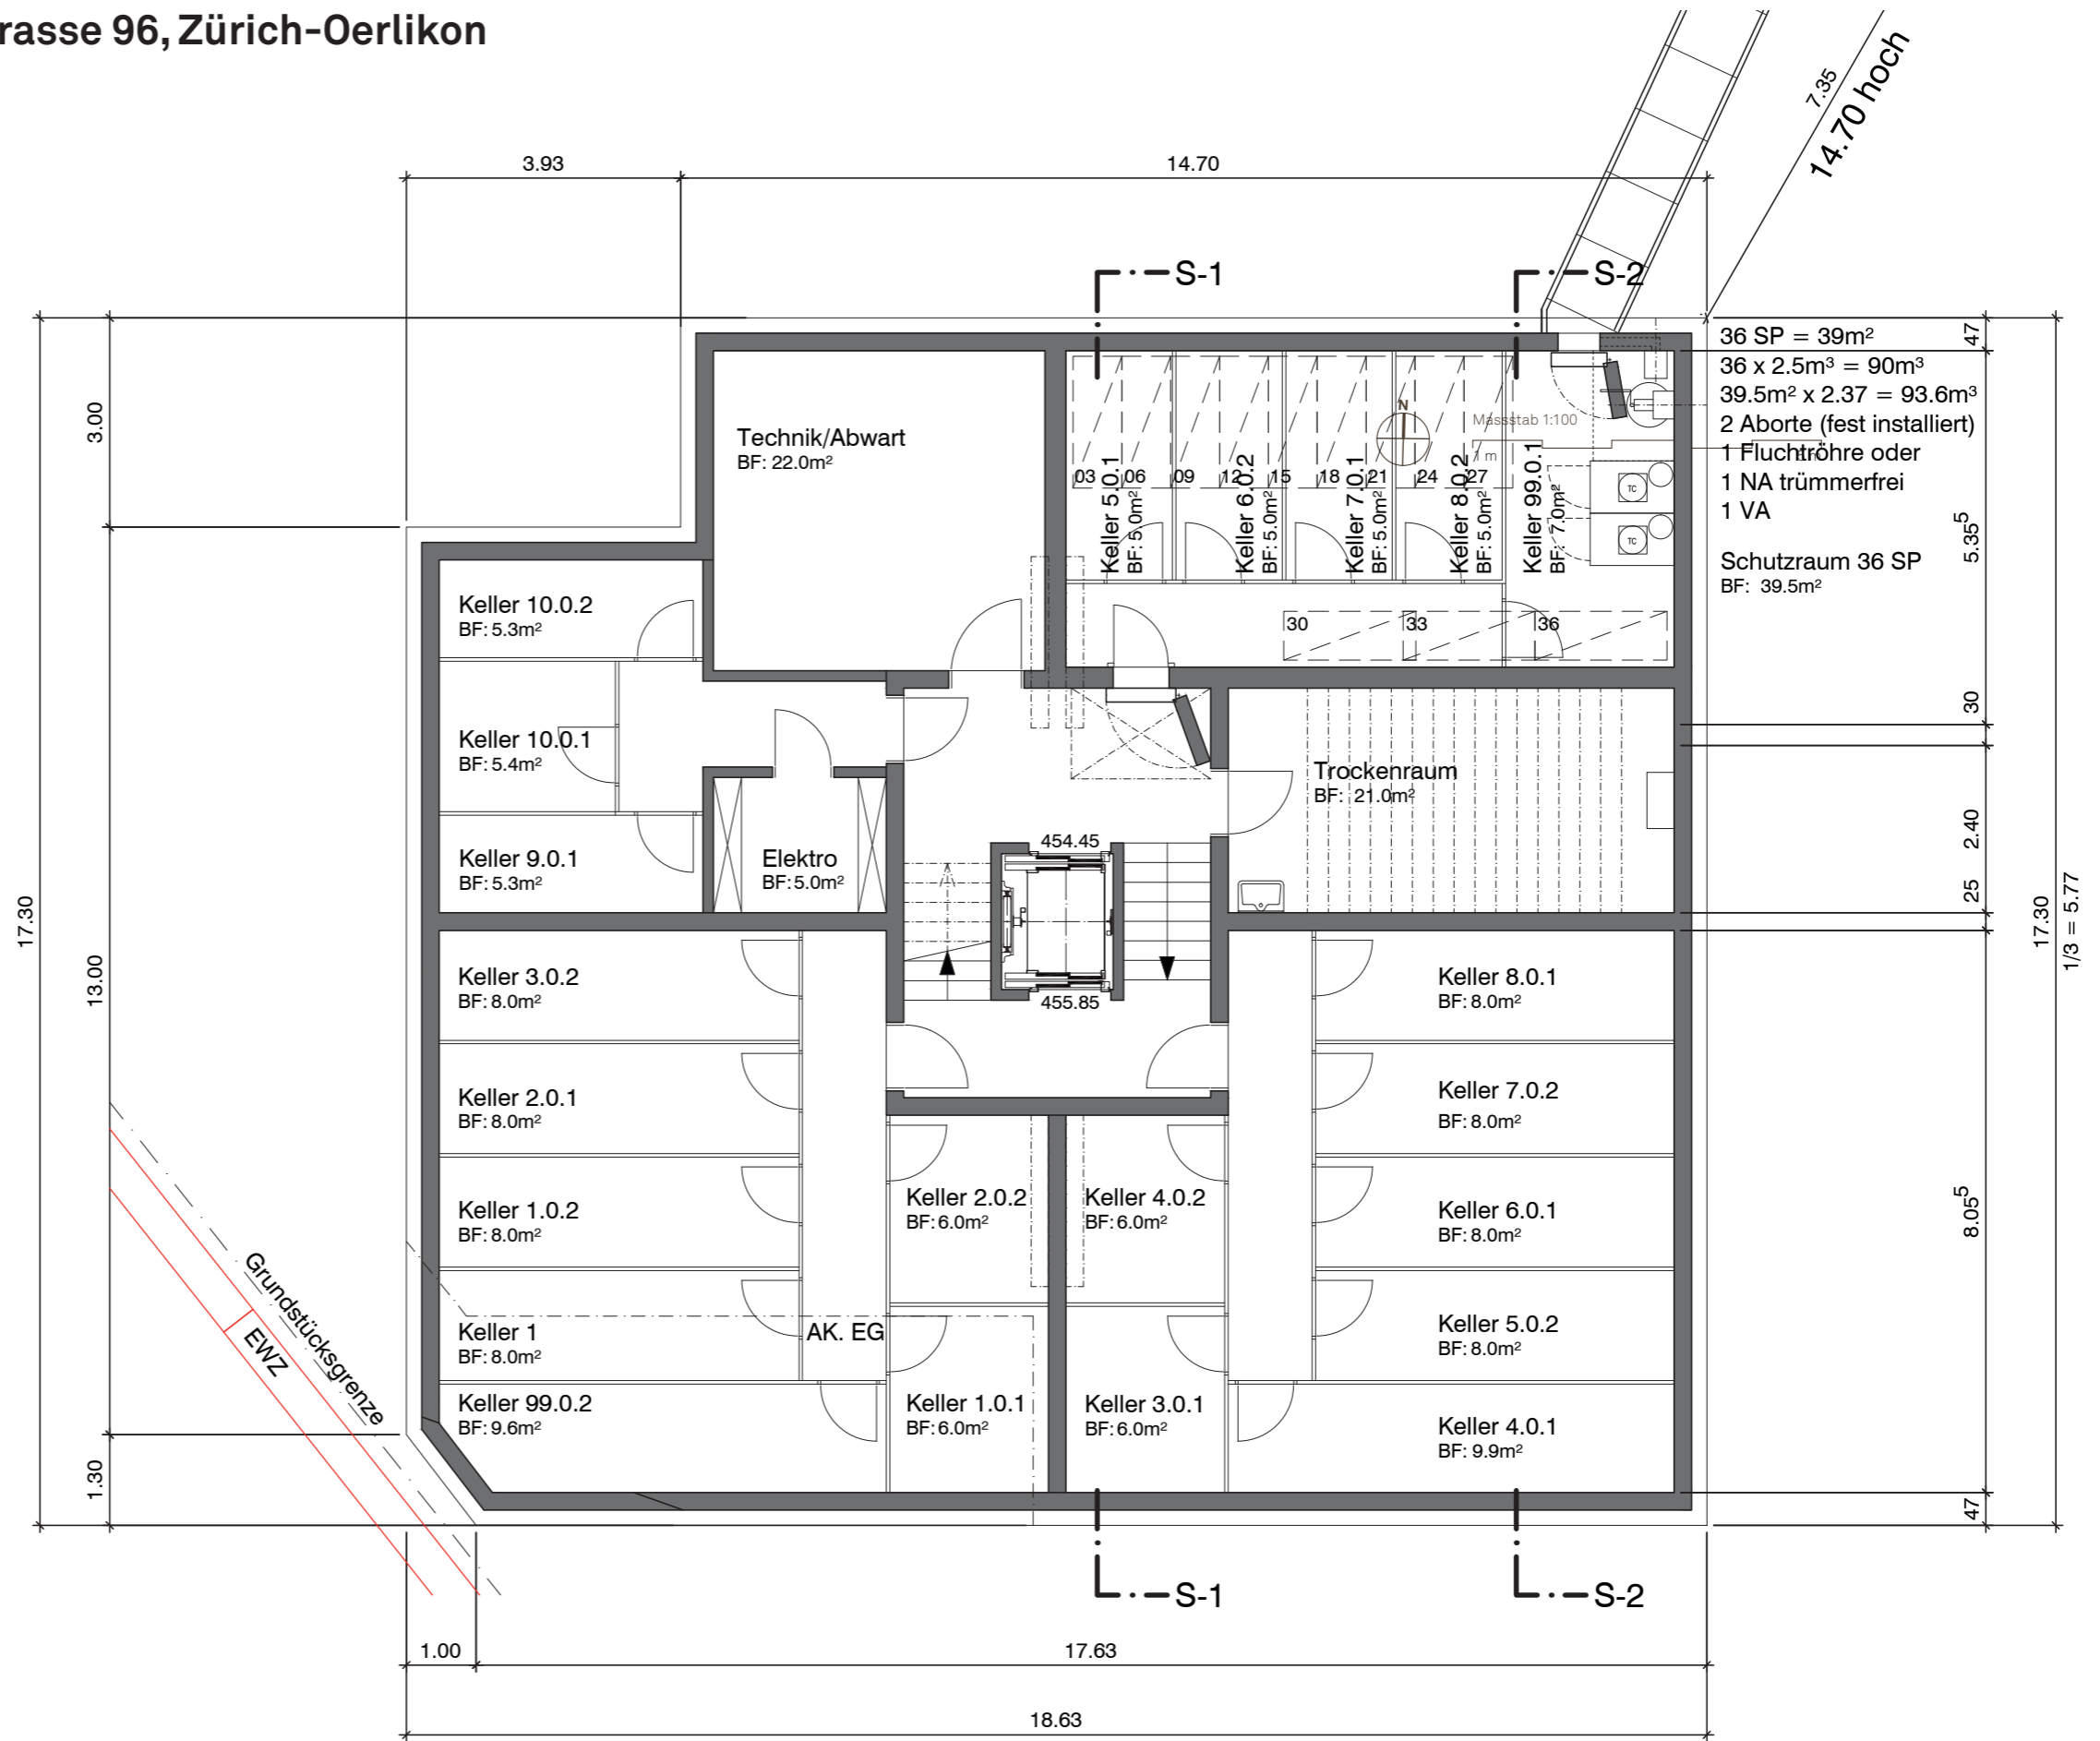 rasse 96, Zürich-Oerlikon
7.35
14.70 hoch
3.93
14.70
S-1
S-2
36 SP = 39m²
36 x 2.5m³ = 90m³
39.5m² x 2.37 = 93.6m³
2 Aborte (fest installiert)
1 Fluchtröhre oder
1 NA trümmerfrei
1 VA
Schutzraum 36 SP
BF: 39.5m²
47
5.35⁵
30
2.40
25
8.05⁵
47
17.30
1/3 = 5.77
17.30
3.00
13.00
1.30
Technik/Abwart
BF: 22.0m²
N
Massstab 1:100
1 m
03 06 09 12 15 18 21 24 27
Keller 5.0.1
BF: 5.0m²
Keller 6.0.2
BF: 5.0m²
Keller 7.0.1
BF: 5.0m²
Keller 8.0.2
BF: 5.0m²
Keller 99.0.1
BF: 7.0m²
TC
TC
30 33 36
Keller 10.0.2
BF: 5.3m²
Keller 10.0.1
BF: 5.4m²
Keller 9.0.1
BF: 5.3m²
Elektro
BF: 5.0m²
Trockenraum
BF: 21.0m²
454.45
455.85
Keller 3.0.2
BF: 8.0m²
Keller 2.0.1
BF: 8.0m²
Keller 1.0.2
BF: 8.0m²
Keller 1
BF: 8.0m²
AK. EG
Keller 99.0.2
BF: 9.6m²
Keller 2.0.2
BF: 6.0m²
Keller 4.0.2
BF: 6.0m²
Keller 1.0.1
BF: 6.0m²
Keller 3.0.1
BF: 6.0m²
Keller 8.0.1
BF: 8.0m²
Keller 7.0.2
BF: 8.0m²
Keller 6.0.1
BF: 8.0m²
Keller 5.0.2
BF: 8.0m²
Keller 4.0.1
BF: 9.9m²
Grundstücksgrenze
EWZ
S-1
S-2
1.00
17.63
18.63